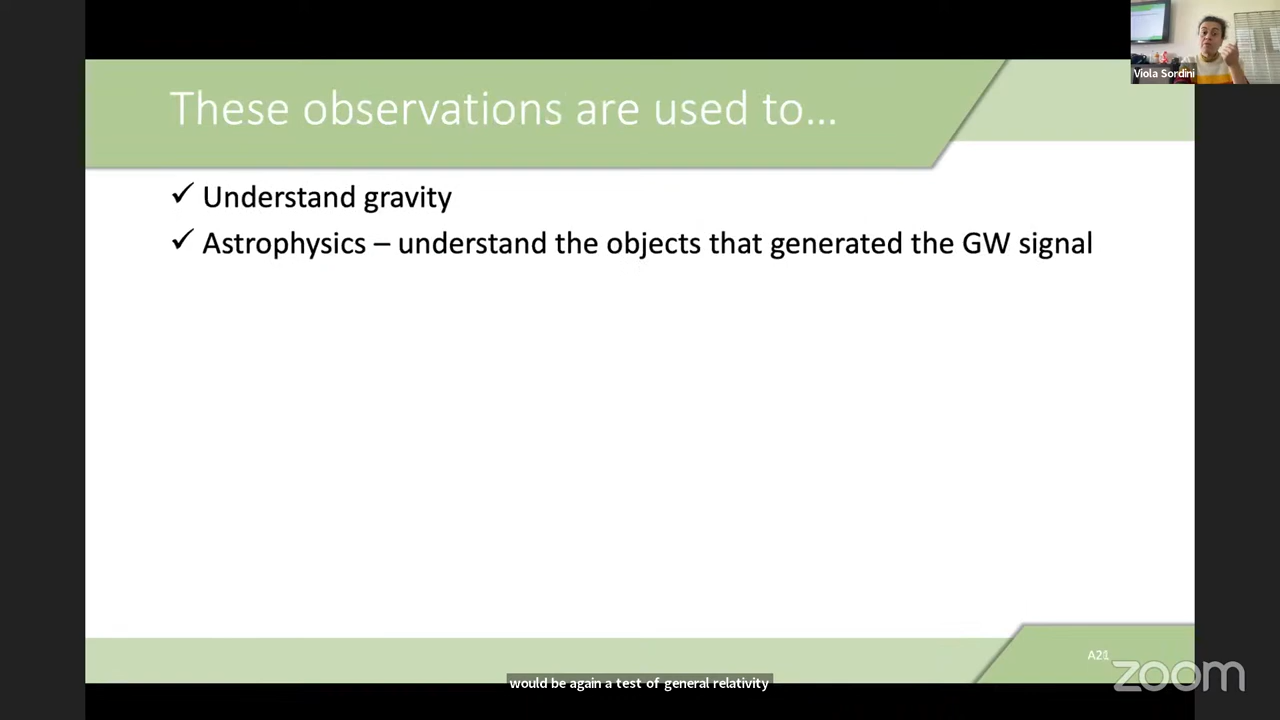 Viola Sordini
These observations are used to...
✓ Understand gravity
✓ Astrophysics – understand the objects that generated the GW signal
A21
would be again a test of general relativity
zoom